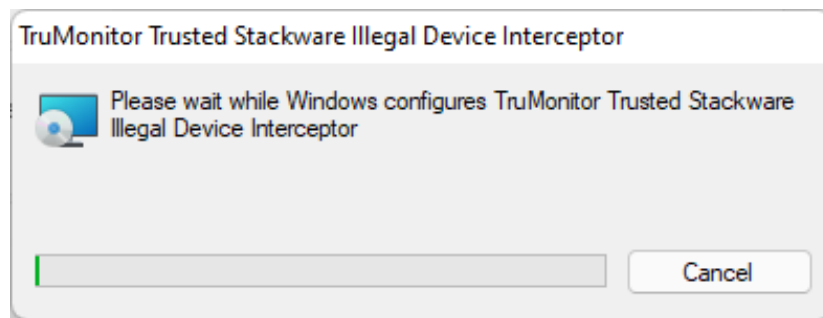 TruMonitor Trusted Stackware Illegal Device Interceptor
Please wait while Windows configures TruMonitor Trusted Stackware
Illegal Device Interceptor
Cancel